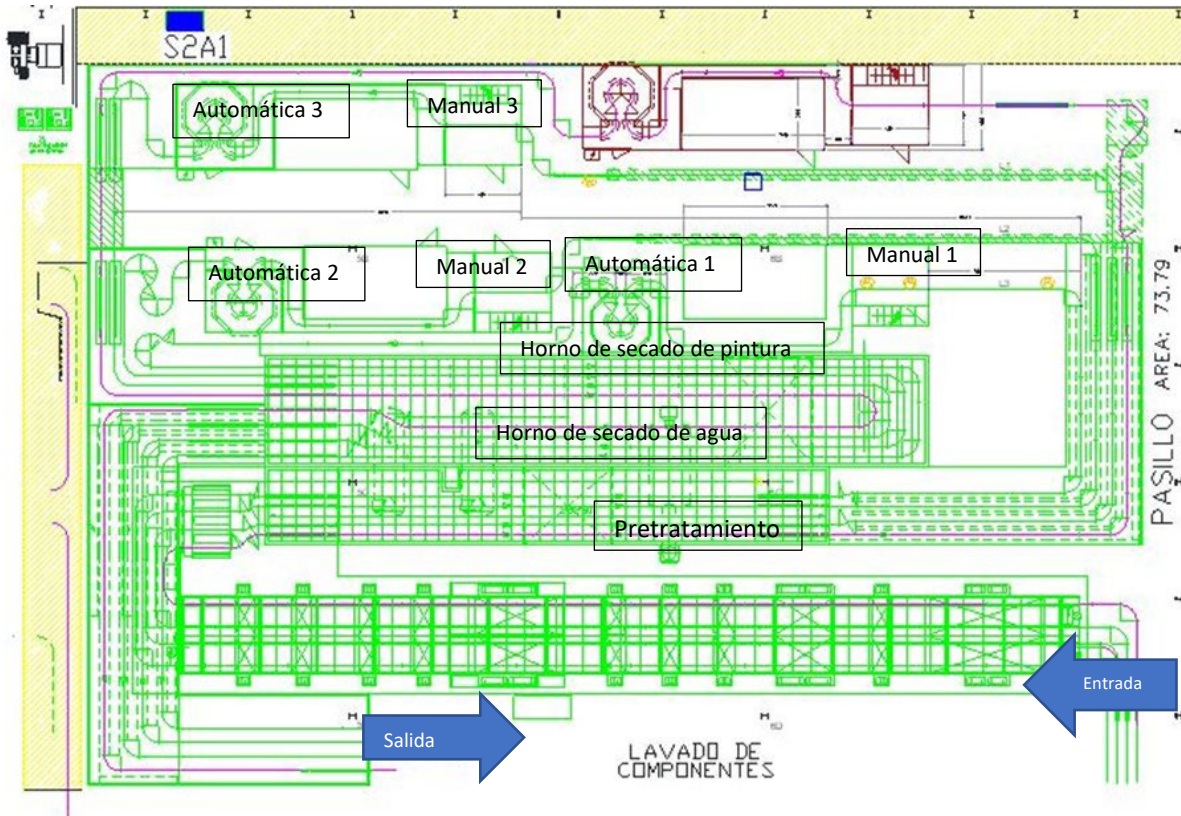 S2A1
Automática 3
Manual 3
Automática 2
Manual 2
Automática 1
Manual 1
Horno de secado de pintura
Horno de secado de agua
Pretratamiento
PASILLO AREA: 73.79
Entrada
Salida
LAVADO DE
COMPONENTES